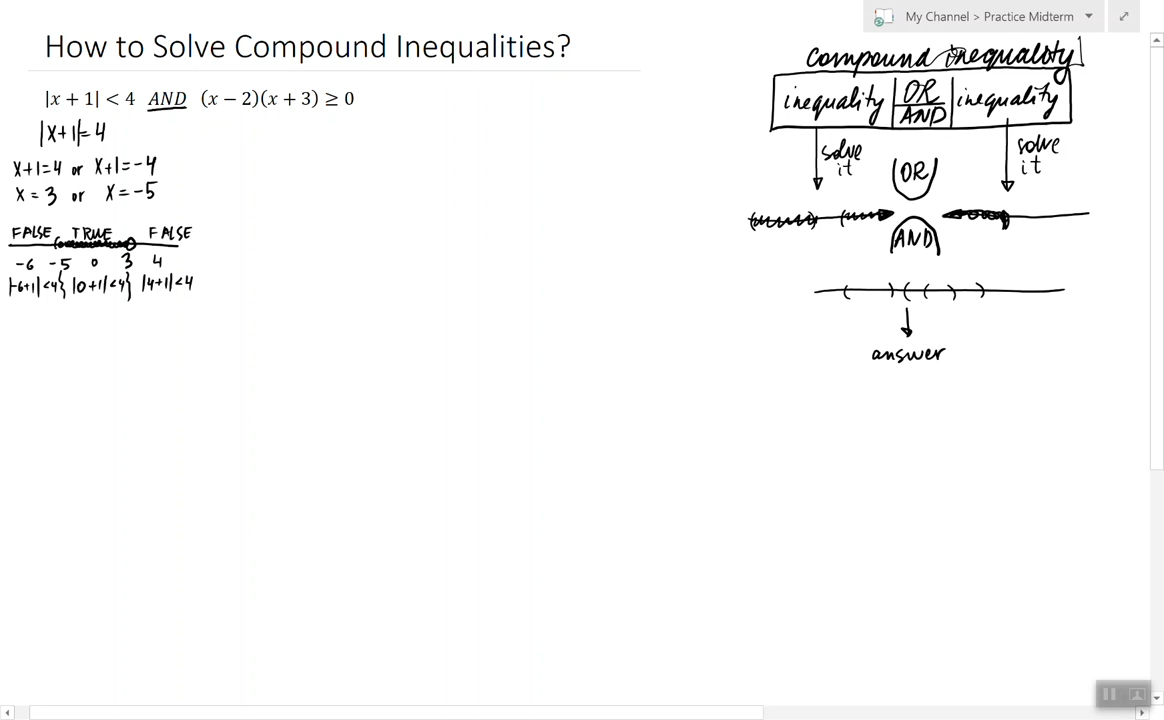 My Channel > Practice Midterm
How to Solve Compound Inequalities?
|x + 1| < 4 AND (x − 2)(x + 3) ≥ 0
|x+1|=4
x+1=4 or x+1=-4
x = 3 or x=-5
FALSE TRUE FALSE
-6 -5 0 3 4
|-6+1|<4 |0+1|<4 |4+1|<4
compound inequality
inequality OR AND inequality
solve it
solve it
OR
AND
answer